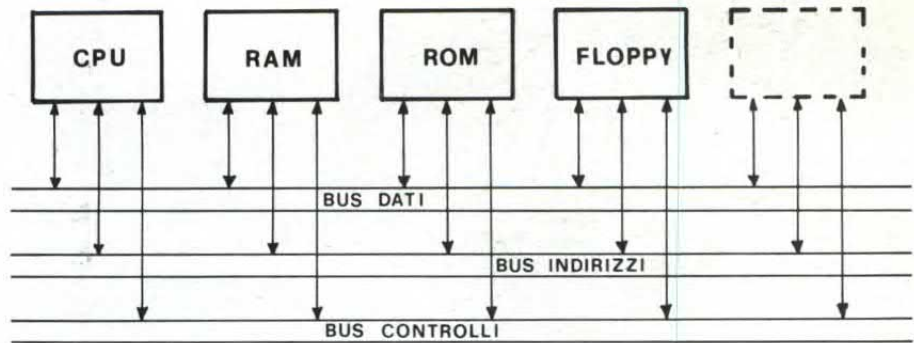 CPU
RAM
ROM
FLOPPY
BUS DATI
BUS INDIRIZZI
BUS CONTROLLI